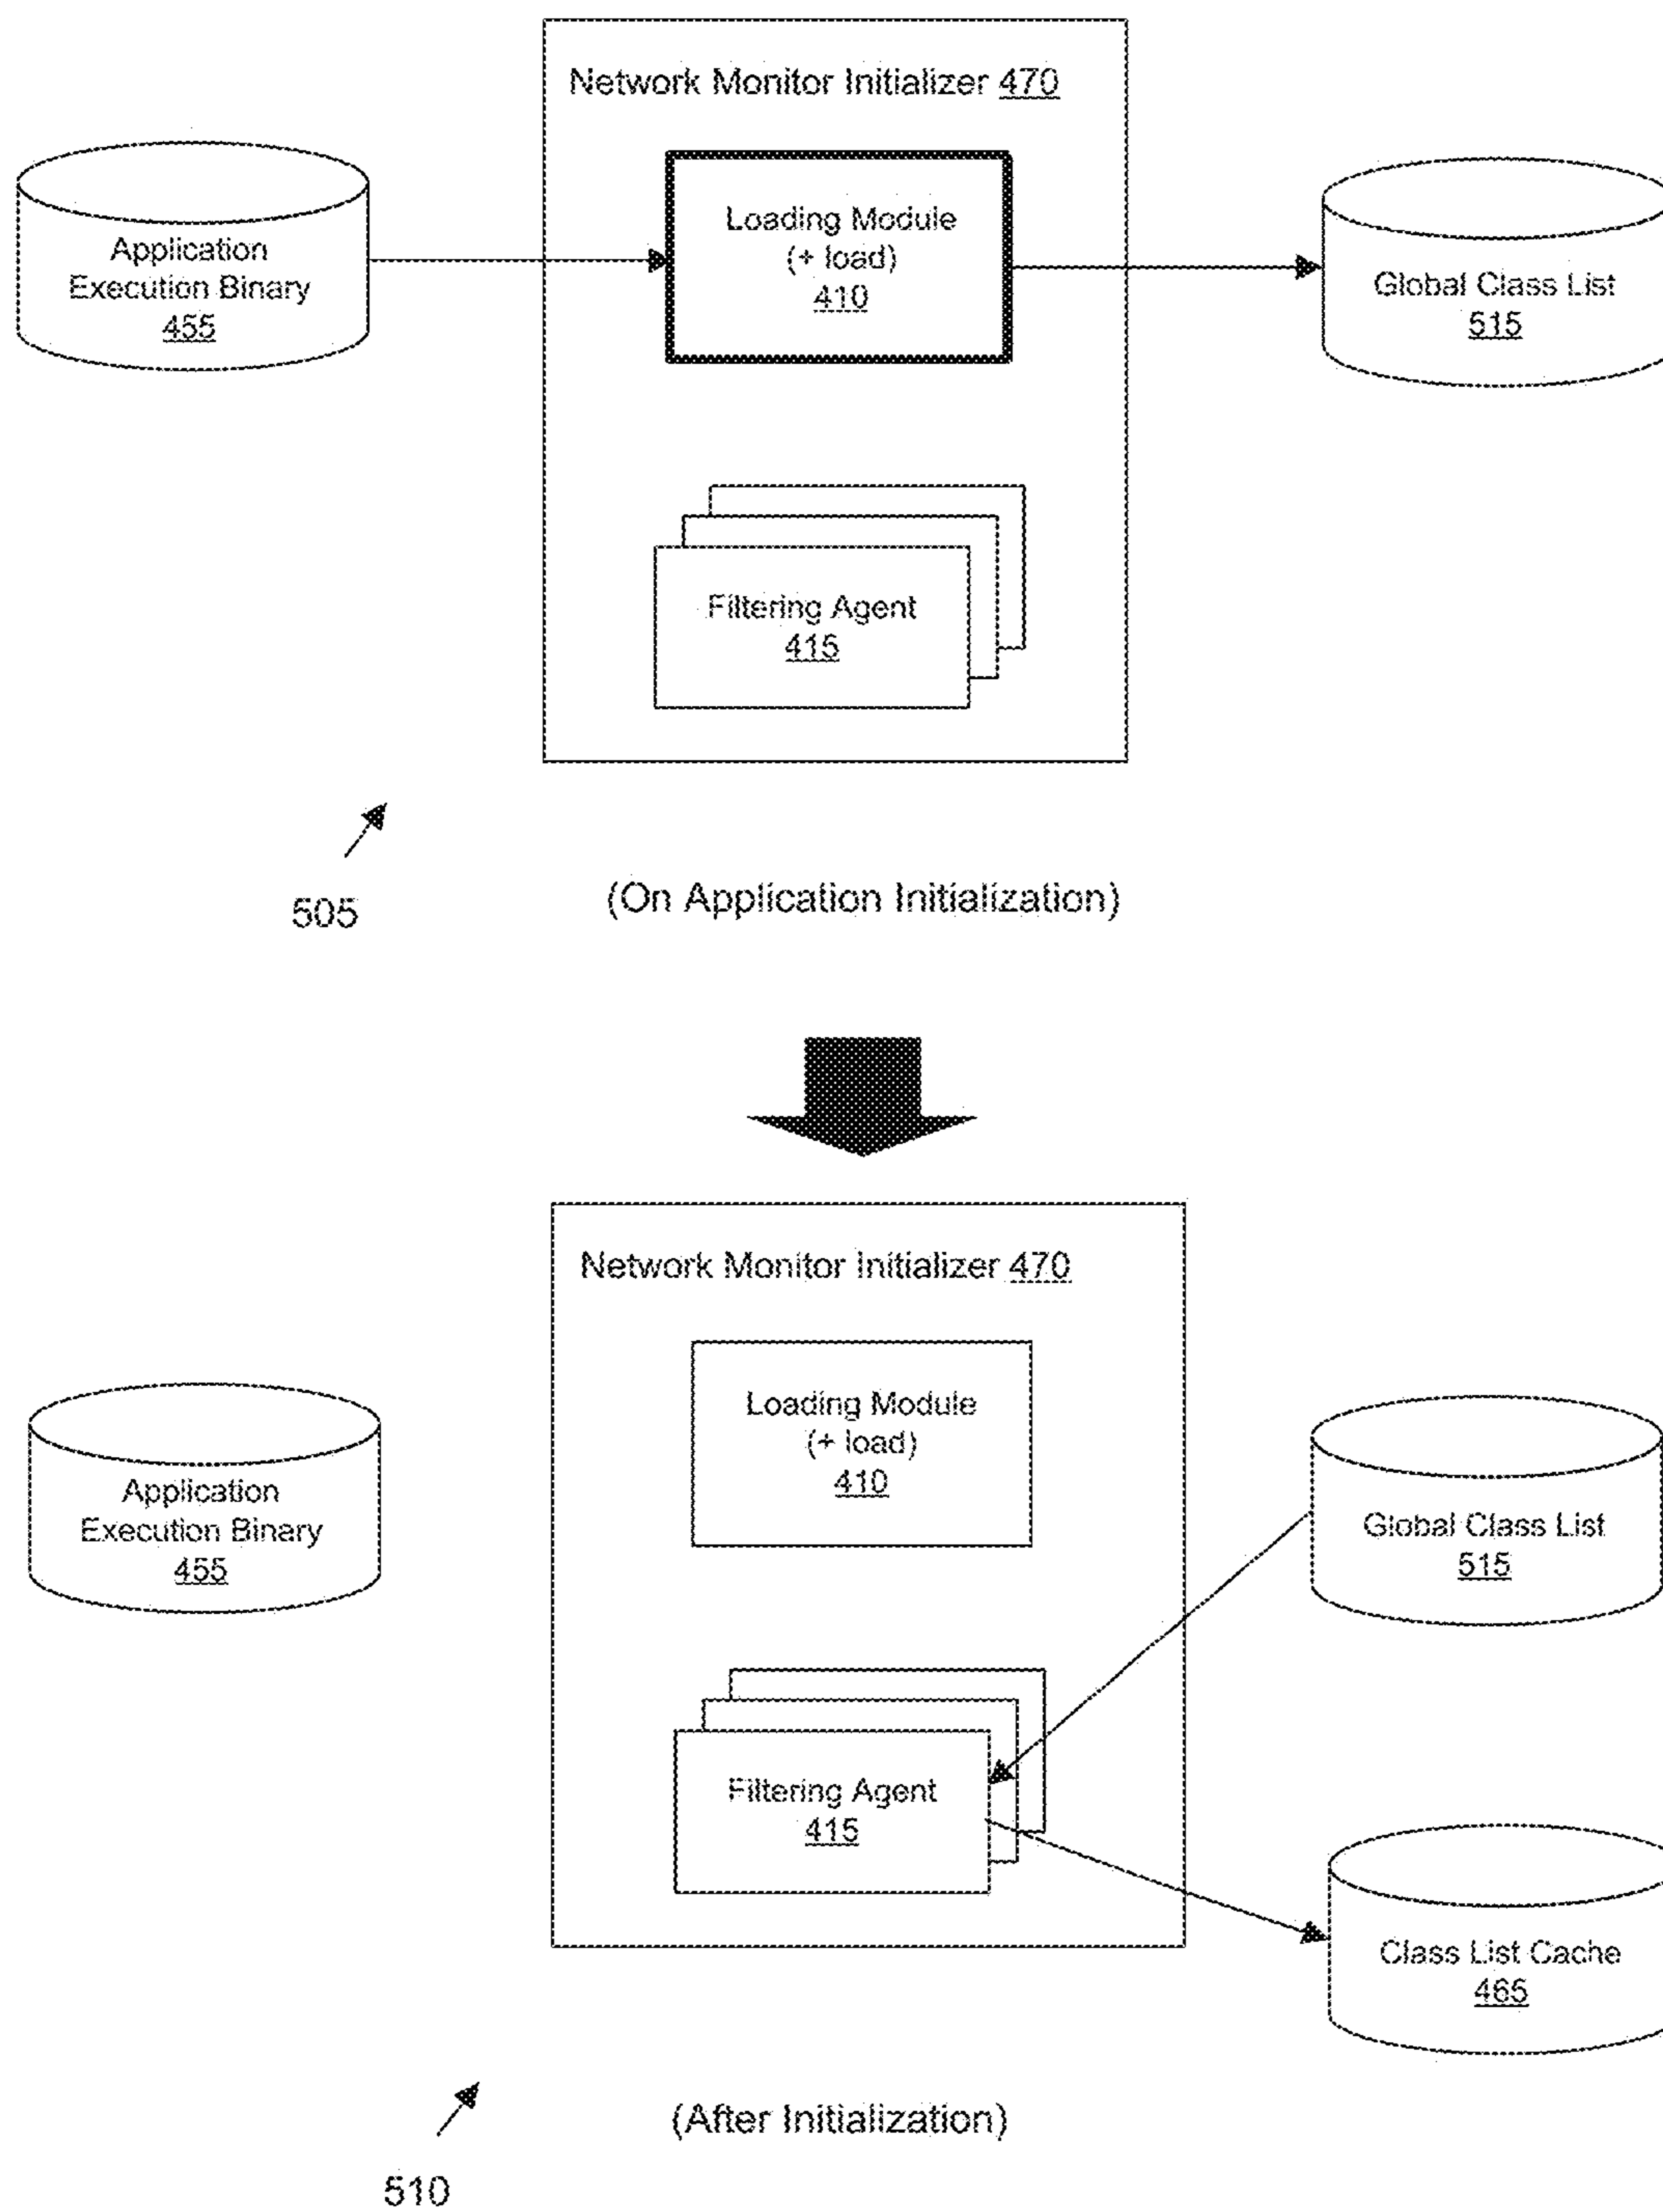 Network Monitor Initializer 470
Application
Execution Binary
455
Loading Module
(+ load)
410
Global Class List
515
Filtering Agent
415
505
(On Application Initialization)
Network Monitor Initializer 470
Loading Module
(+ load)
410
Application
Execution Binary
455
Global Class List
515
Filtering Agent
415
Class List Cache
465
(After Initialization)
510